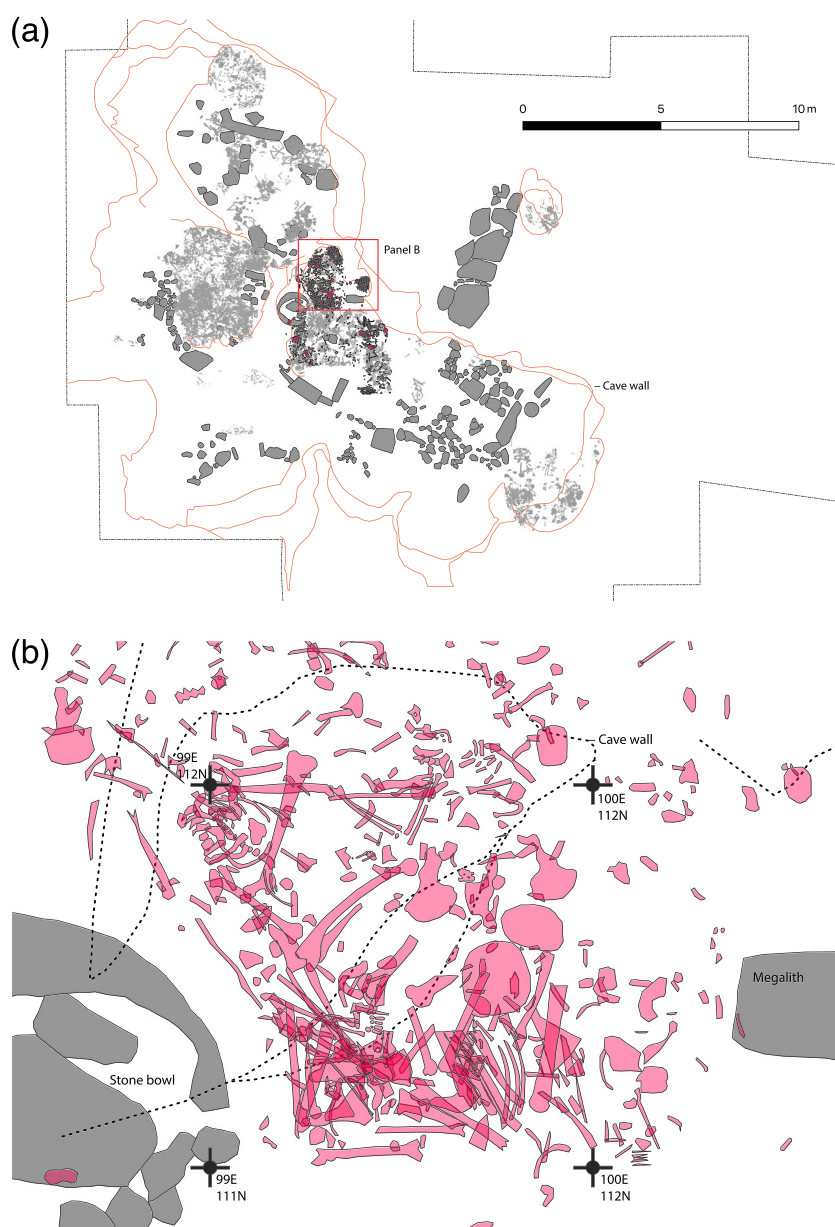 (a)
0 5 10 m
Panel B
Cave wall
(b)
Cave wall
99E
112N
100E
112N
Megalith
Stone bowl
99E
111N
100E
112N